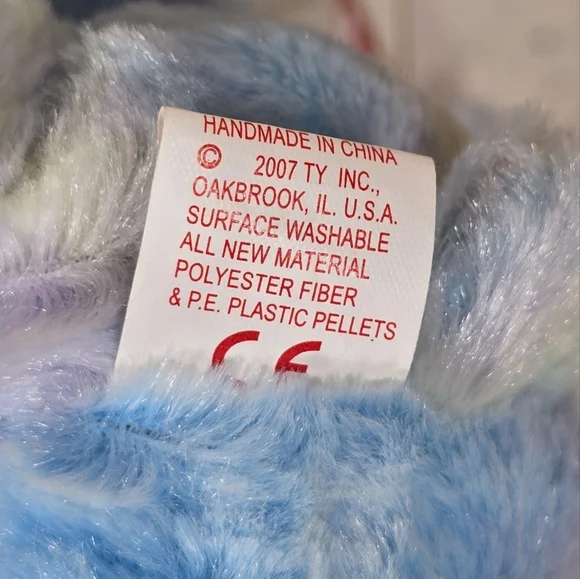 HANDMADE IN CHINA
© 2007 TY INC.,
OAKBROOK, IL. U.S.A.
SURFACE WASHABLE
ALL NEW MATERIAL
POLYESTER FIBER
& P.E. PLASTIC PELLETS
CE